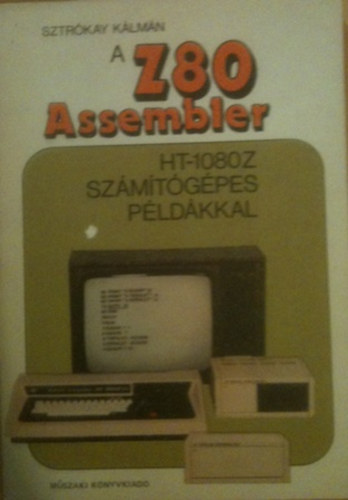 SZTRÓKAY KÁLMÁN
A
Z80
Assembler
HT-1080Z
SZÁMÍTÓGÉPES
PÉLDÁKKAL
MŰSZAKI KÖNYVKIADÓ